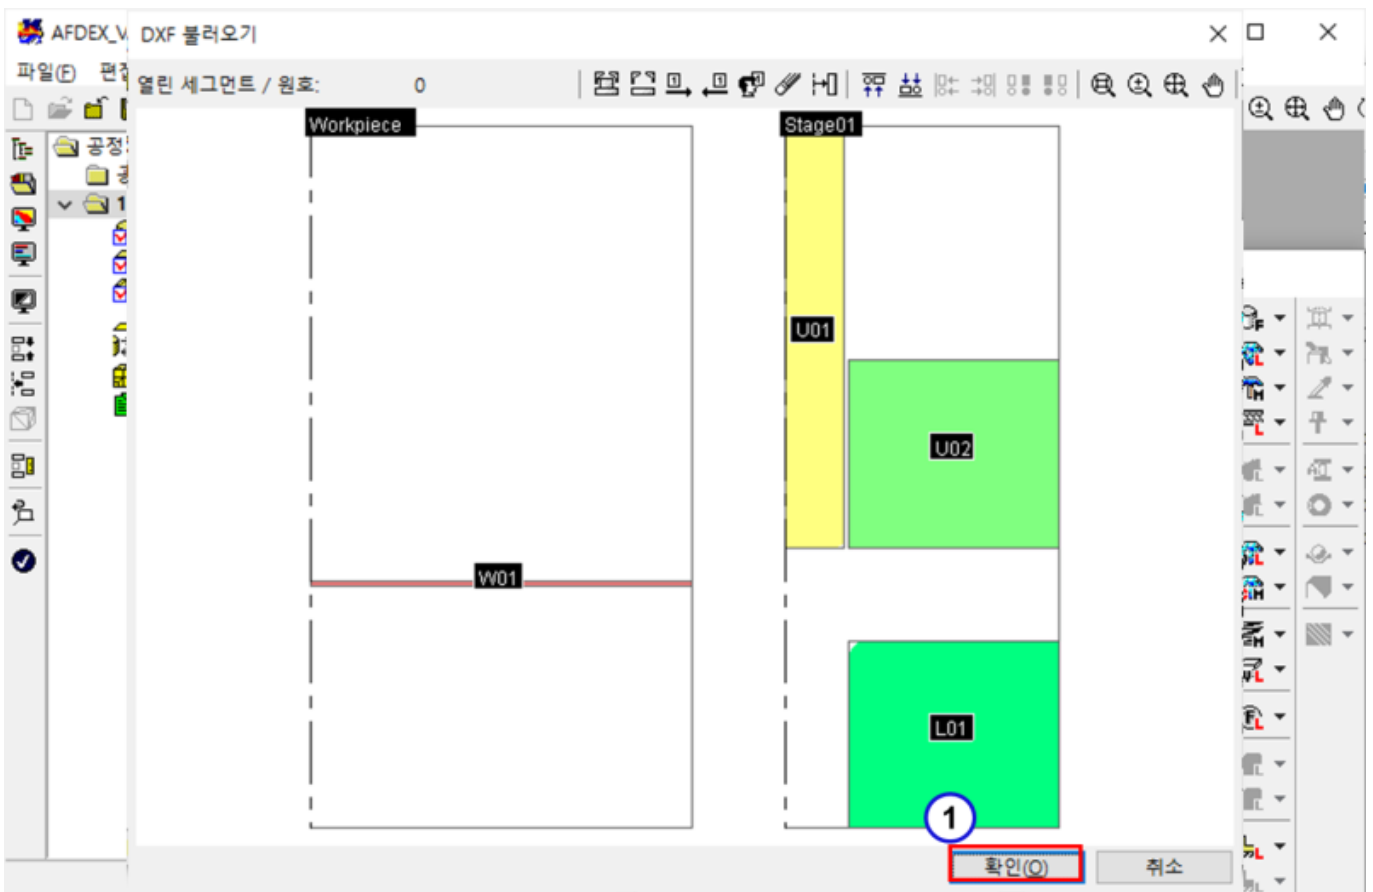 AFDEX_V
DXF 불러오기
파일(F)
열린 세그먼트 / 원호: 0
Workpiece
Stage01
공정
1
U01
U02
W01
L01
1
확인(O)
취소